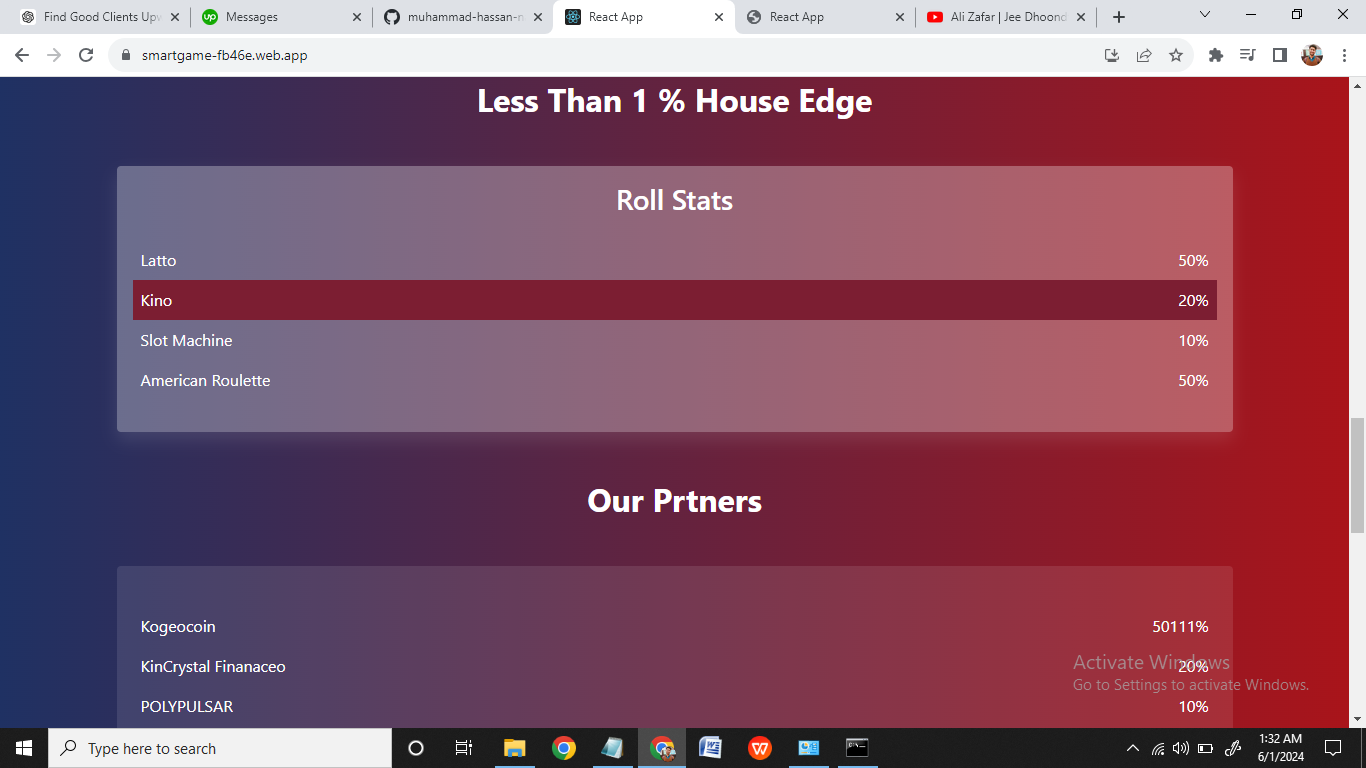 Find Good Clients Upw
Messages
muhammad-hassan-n
React App
React App
Ali Zafar | Jee Dhoond
smartgame-fb46e.web.app
Less Than 1 % House Edge
Roll Stats
Latto 50%
Kino 20%
Slot Machine 10%
American Roulette 50%
Our Prtners
Kogeocoin 50111%
KinCrystal Finanaceo 20%
POLYPULSAR 10%
Activate Windows
Go to Settings to activate Windows.
Type here to search
1:32 AM
6/1/2024